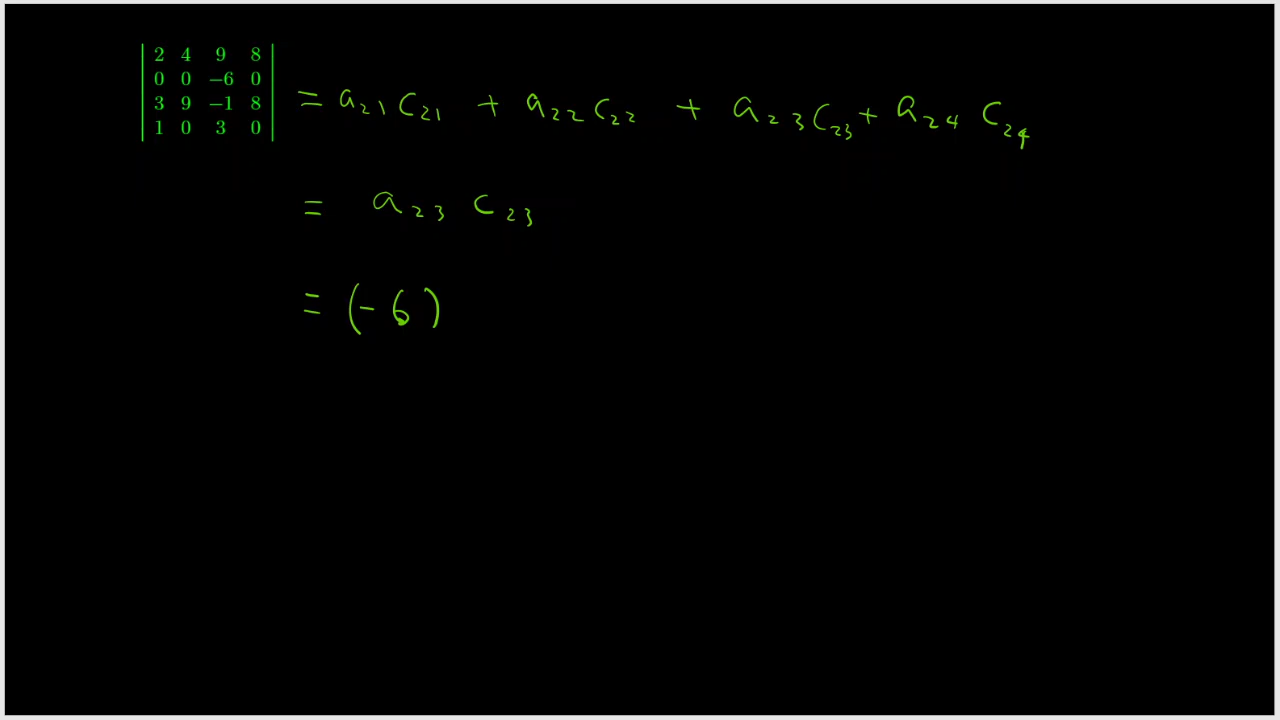 | 2 4 9 8 |
| 0 0 −6 0 | = a₂₁ C₂₁ + a₂₂ C₂₂ + a₂₃ C₂₃ + a₂₄ C₂₄
| 3 9 −1 8 |
| 1 0 3 0 |
= a₂₃ C₂₃
= (-6)